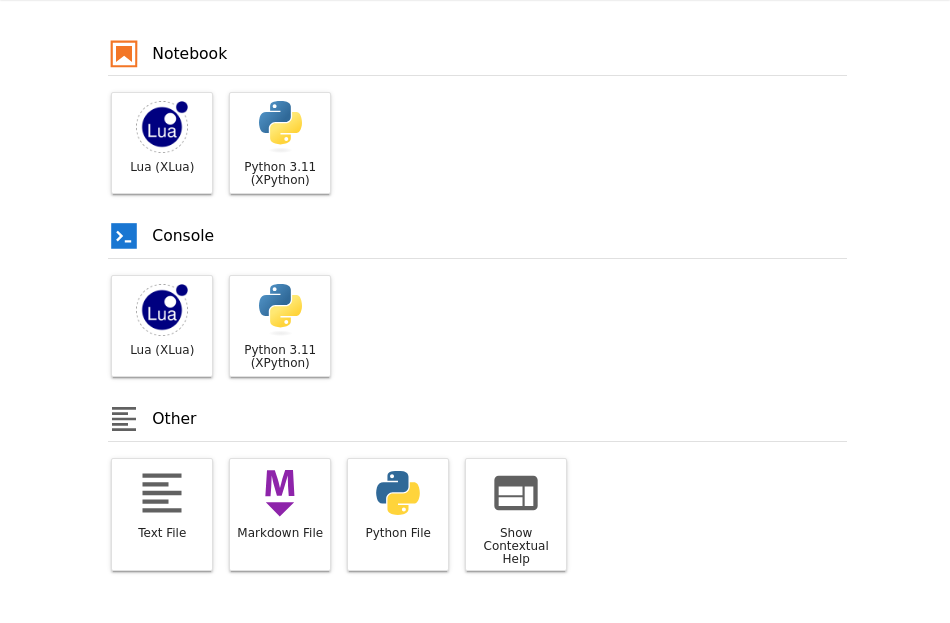 Notebook
Lua
Lua (XLua)
Python 3.11
(XPython)
Console
Lua
Lua (XLua)
Python 3.11
(XPython)
Other
M
Text File
Markdown File
Python File
Show
Contextual
Help